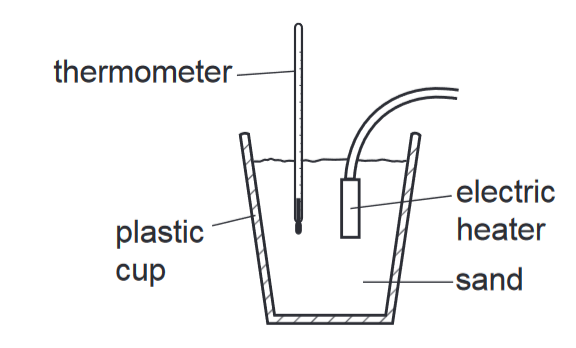 thermometer
electric
heater
plastic
cup
sand